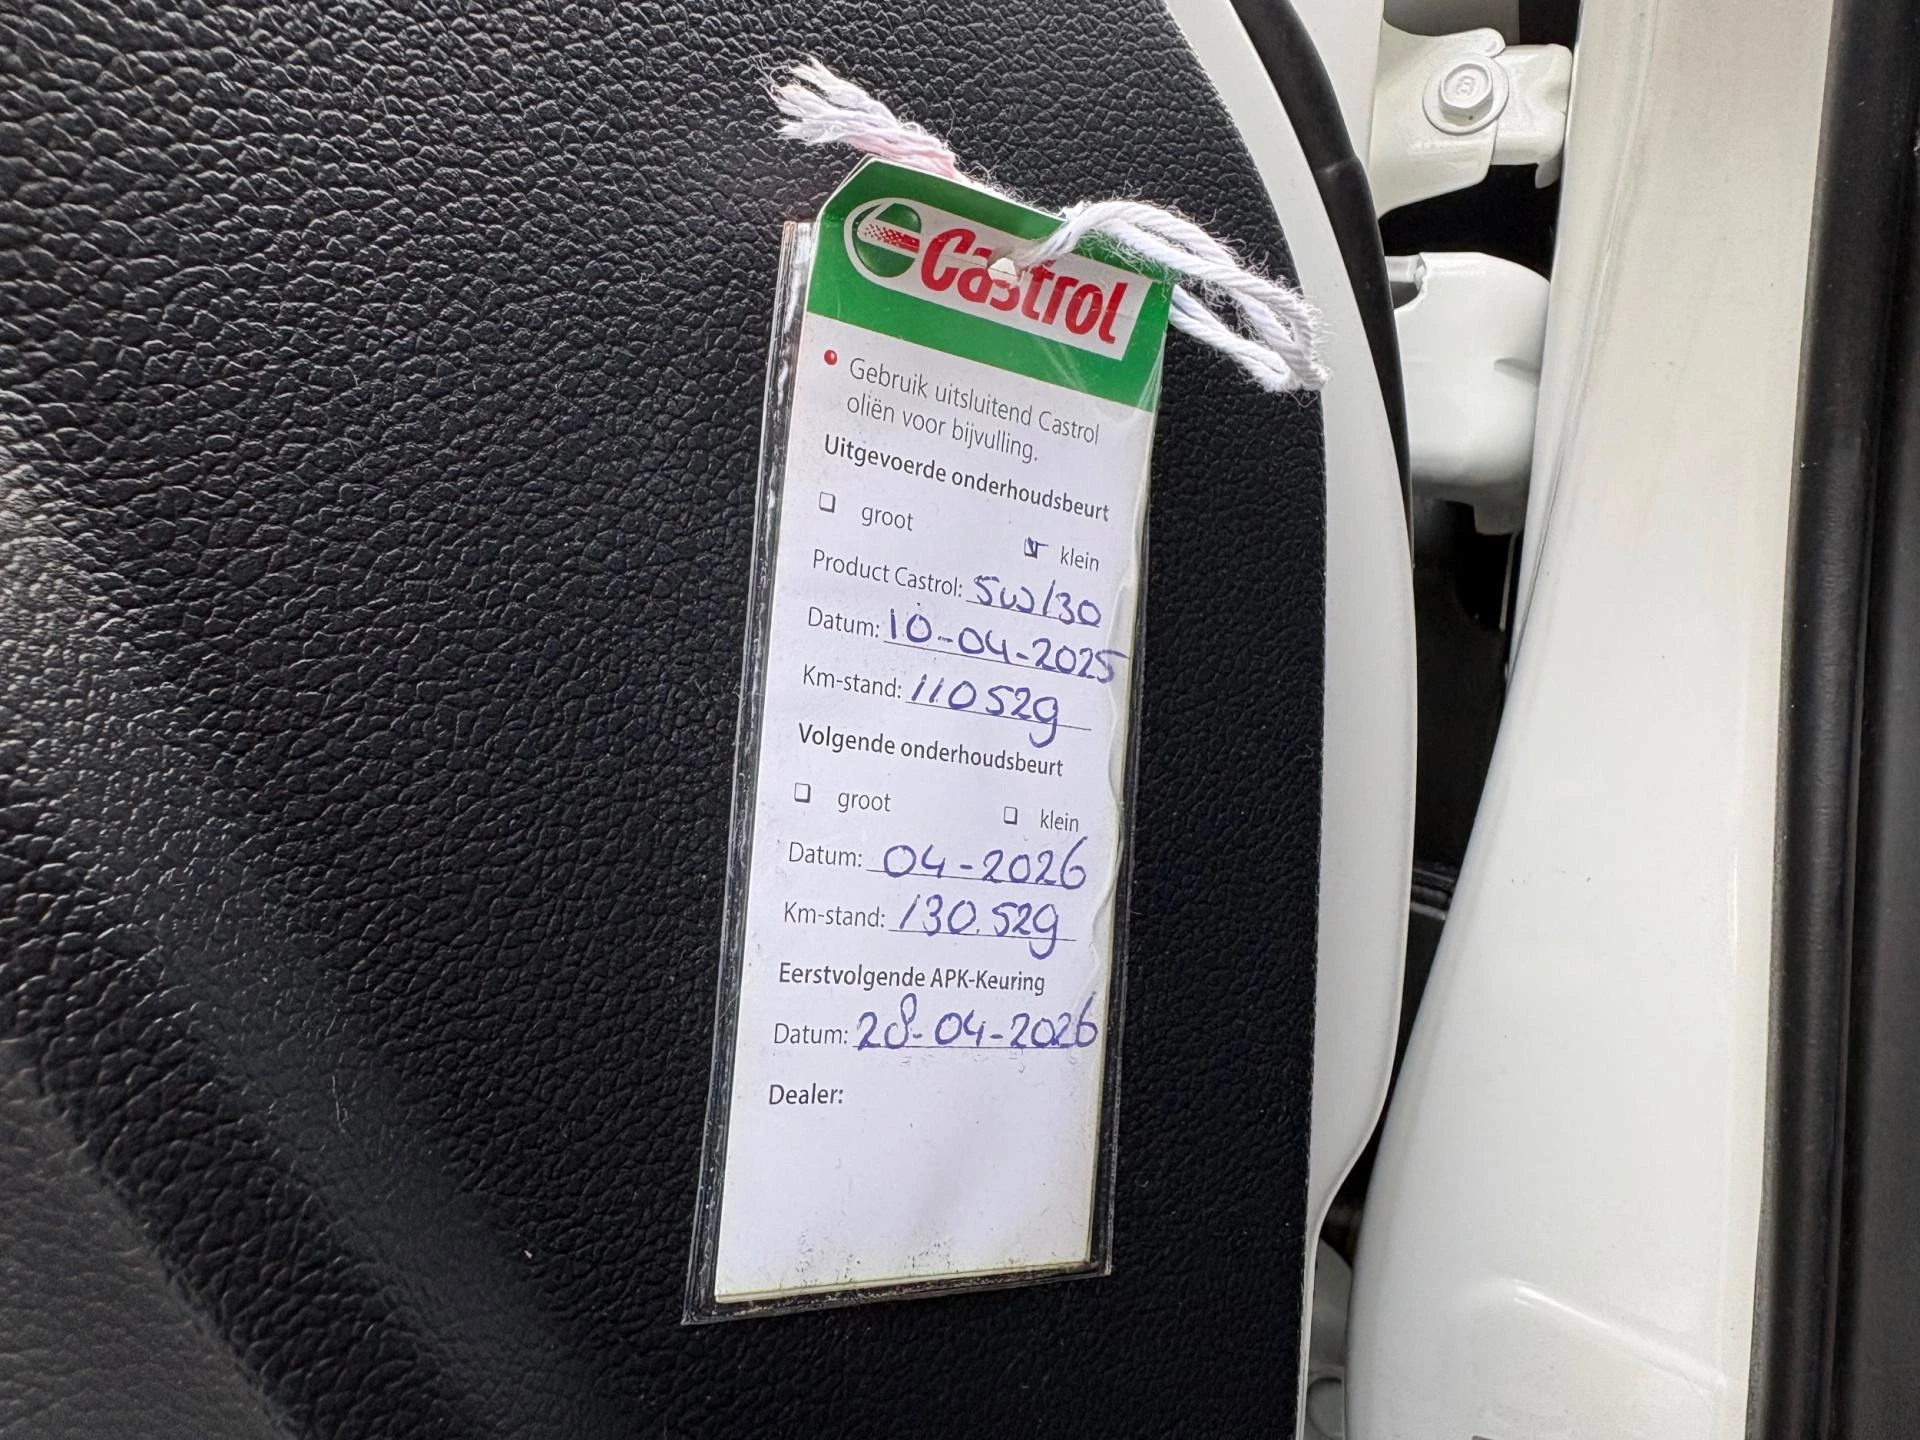 Castrol
Gebruik uitsluitend Castrol
oliën voor bijvulling.
Uitgevoerde onderhoudsbeurt
groot klein
Product Castrol: 5W/30
Datum: 10-04-2025
Km-stand: 110529
Volgende onderhoudsbeurt
groot klein
Datum: 04-2026
Km-stand: 130.529
Eerstvolgende APK-Keuring
Datum: 28-04-2026
Dealer: